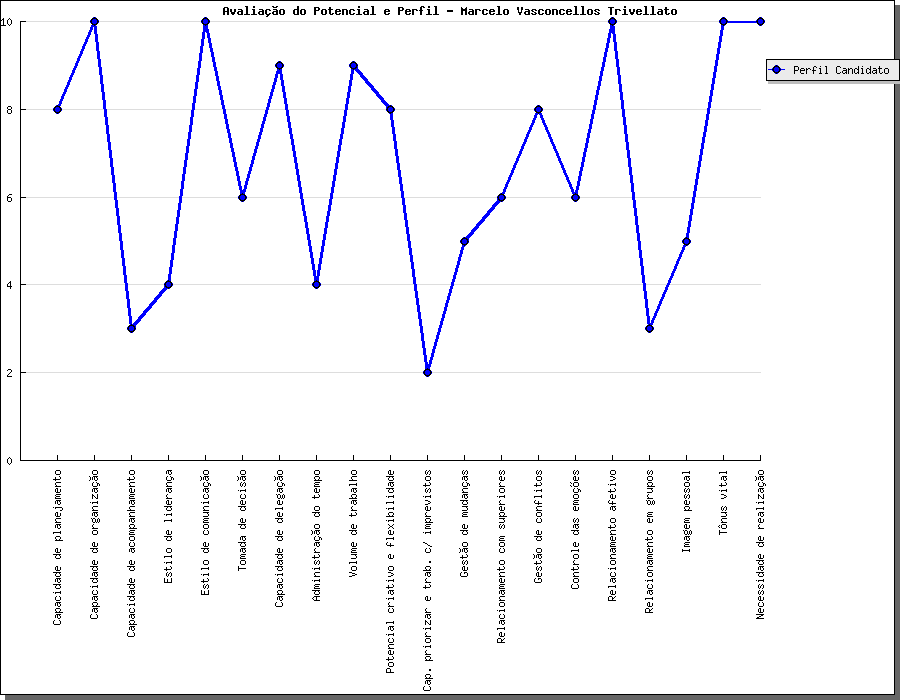 Avaliação do Potencial e Perfil - Marcelo Vasconcellos Trivellato
10
8
6
4
2
0
Perfil Candidato
Capacidade de planejamento
Capacidade de organização
Capacidade de acompanhamento
Estilo de liderança
Estilo de comunicação
Tomada de decisão
Capacidade de delegação
Administração do tempo
Volume de trabalho
Potencial criativo e flexibilidade
Cap. priorizar e trab. c/ imprevistos
Gestão de mudanças
Relacionamento com superiores
Gestão de conflitos
Controle das emoções
Relacionamento afetivo
Relacionamento em grupos
Imagem pessoal
Tônus vital
Necessidade de realização